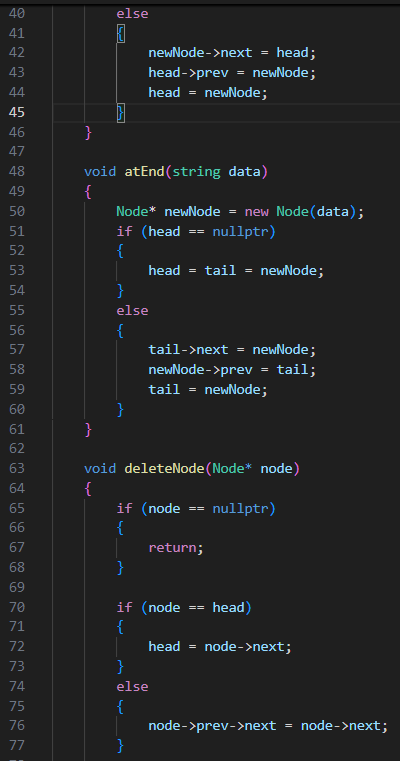 40 else
41 {
42 newNode->next = head;
43 head->prev = newNode;
44 head = newNode;
45 }
46 }
47
48 void atEnd(string data)
49 {
50 Node* newNode = new Node(data);
51 if (head == nullptr)
52 {
53 head = tail = newNode;
54 }
55 else
56 {
57 tail->next = newNode;
58 newNode->prev = tail;
59 tail = newNode;
60 }
61 }
62
63 void deleteNode(Node* node)
64 {
65 if (node == nullptr)
66 {
67 return;
68 }
69
70 if (node == head)
71 {
72 head = node->next;
73 }
74 else
75 {
76 node->prev->next = node->next;
77 }